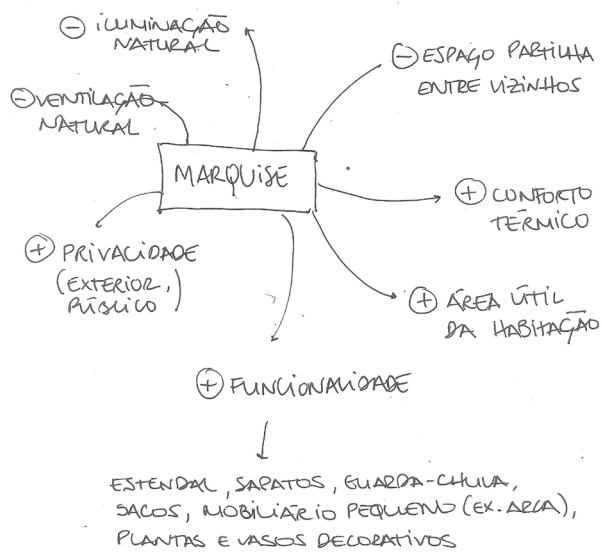 ⊖ ILUMINAÇÃO
NATURAL
⊖ ESPAÇO PARTILHA
ENTRE VIZINHOS
⊖ VENTILAÇÃO
NATURAL
MARQUISE
⊕ CONFORTO
TÉRMICO
⊕ PRIVACIDADE
(EXTERIOR,
PÚBLICO)
⊕ ÁREA ÚTIL
DA HABITAÇÃO
⊕ FUNCIONALIDADE
ESTENDAL, SAPATOS, GUARDA-CHUVA,
SACOS, MOBILIÁRIO PEQUENO (EX. ARCA),
PLANTAS E VASOS DECORATIVOS